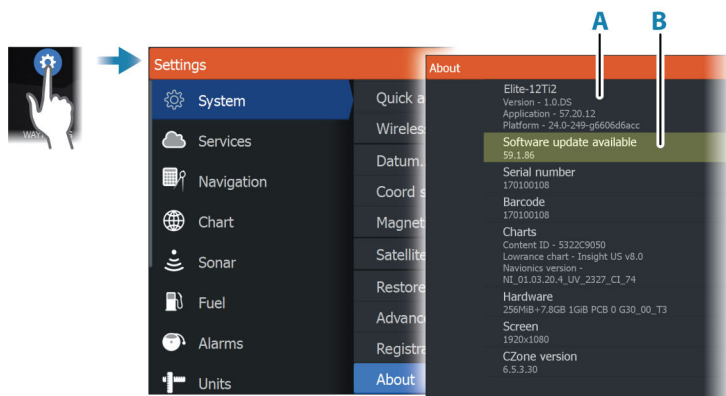 A
B
Settings
System
Services
Navigation
Chart
Sonar
Fuel
Alarms
Units
Quick a
Wireles
Datum.
Coord s
Magnet
Satellite
Restore
Advanc
Registra
About
About
Elite-12Ti2
Version - 1.0.DS
Application - 57.20.12
Platform - 24.0-249-g6606d6acc
Software update available
59.1.86
Serial number
170100108
Barcode
170100108
Charts
Content ID - 5322C9050
Lowrance chart - Insight US v8.0
Navionics version -
NI_01.03.20.4_UV_2327_CI_74
Hardware
256MiB+7.8GB 1GiB PCB 0 G30_00_T3
Screen
1920x1080
CZone version
6.5.3.30